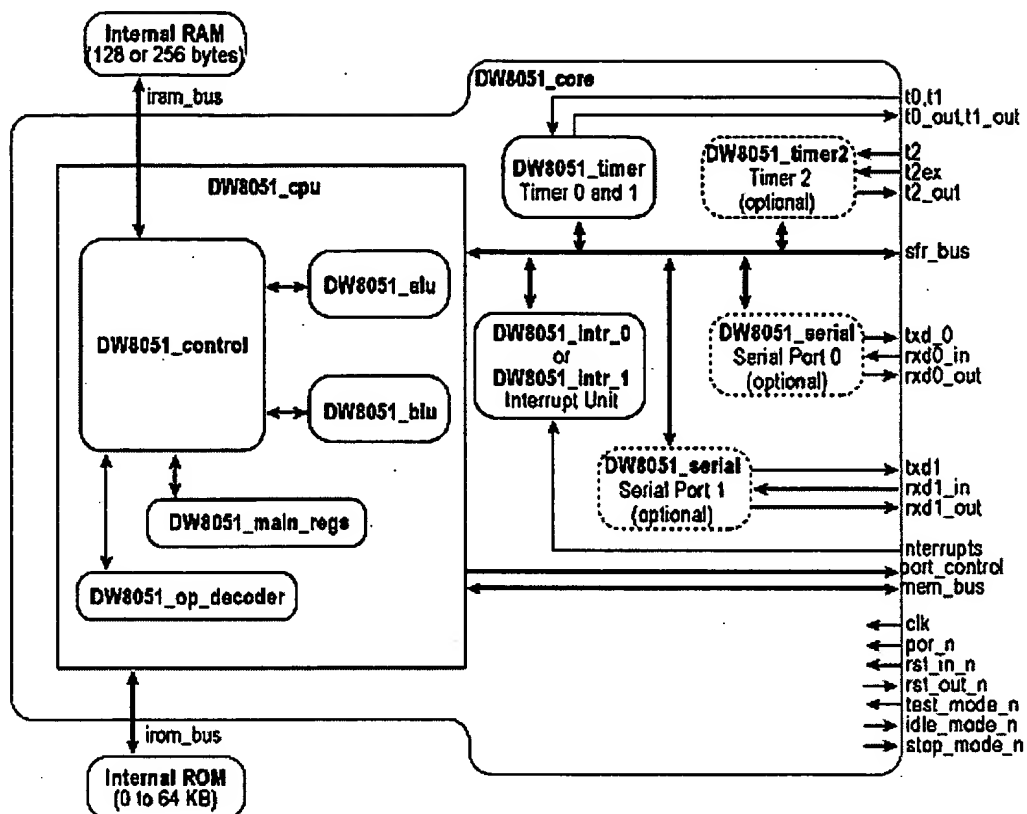 Internal RAM
(128 or 256 bytes)
iram_bus
DW8051_core
t0,t1
t0_out,t1_out
DW8051_timer
Timer 0 and 1
DW8051_timer2
Timer 2
(optional)
t2
t2ex
t2_out
DW8051_cpu
sfr_bus
DW8051_control
DW8051_alu
DW8051_blu
DW8051_intr_0
or
DW8051_intr_1
Interrupt Unit
DW8051_serial
Serial Port 0
(optional)
txd_0
rxd0_in
rxd0_out
DW8051_serial
Serial Port 1
(optional)
txd1
rxd1_in
rxd1_out
DW8051_main_regs
DW8051_op_decoder
nterrupts
port_control
mem_bus
clk
por_n
rst_in_n
rst_out_n
test_mode_n
idle_mode_n
stop_mode_n
irom_bus
Internal ROM
(0 to 64 KB)